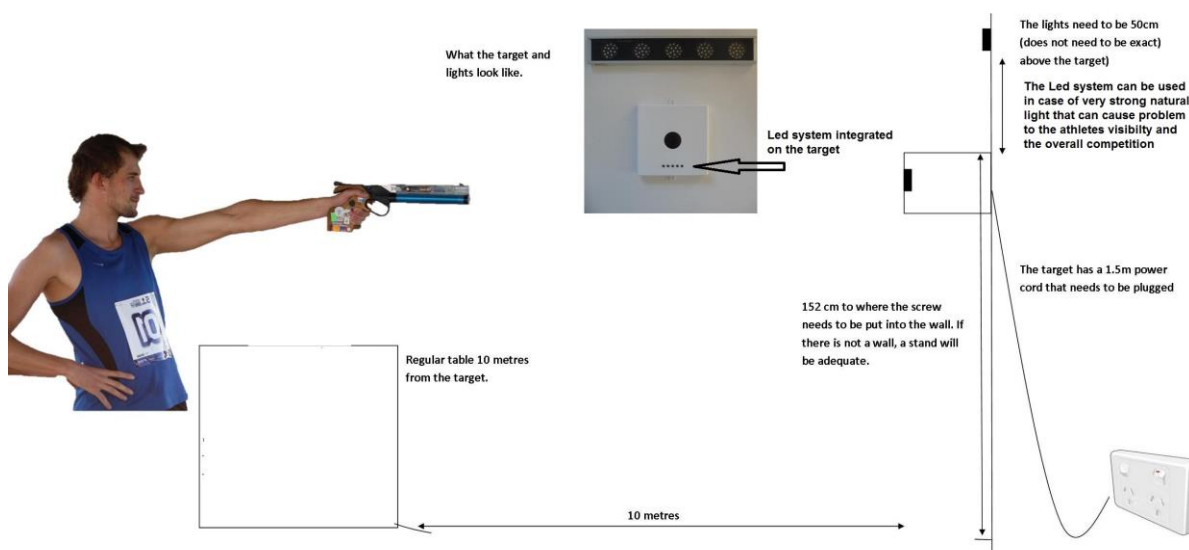 What the target and
lights look like.
Led system integrated
on the target
The lights need to be 50cm
(does not need to be exact)
above the target)
The Led system can be used
in case of very strong natural
light that can cause problem
to the athletes visibilty and
the overall competition
The target has a 1.5m power
cord that needs to be plugged
152 cm to where the screw
needs to be put into the wall. If
there is not a wall, a stand will
be adequate.
Regular table 10 metres
from the target.
10 metres
10